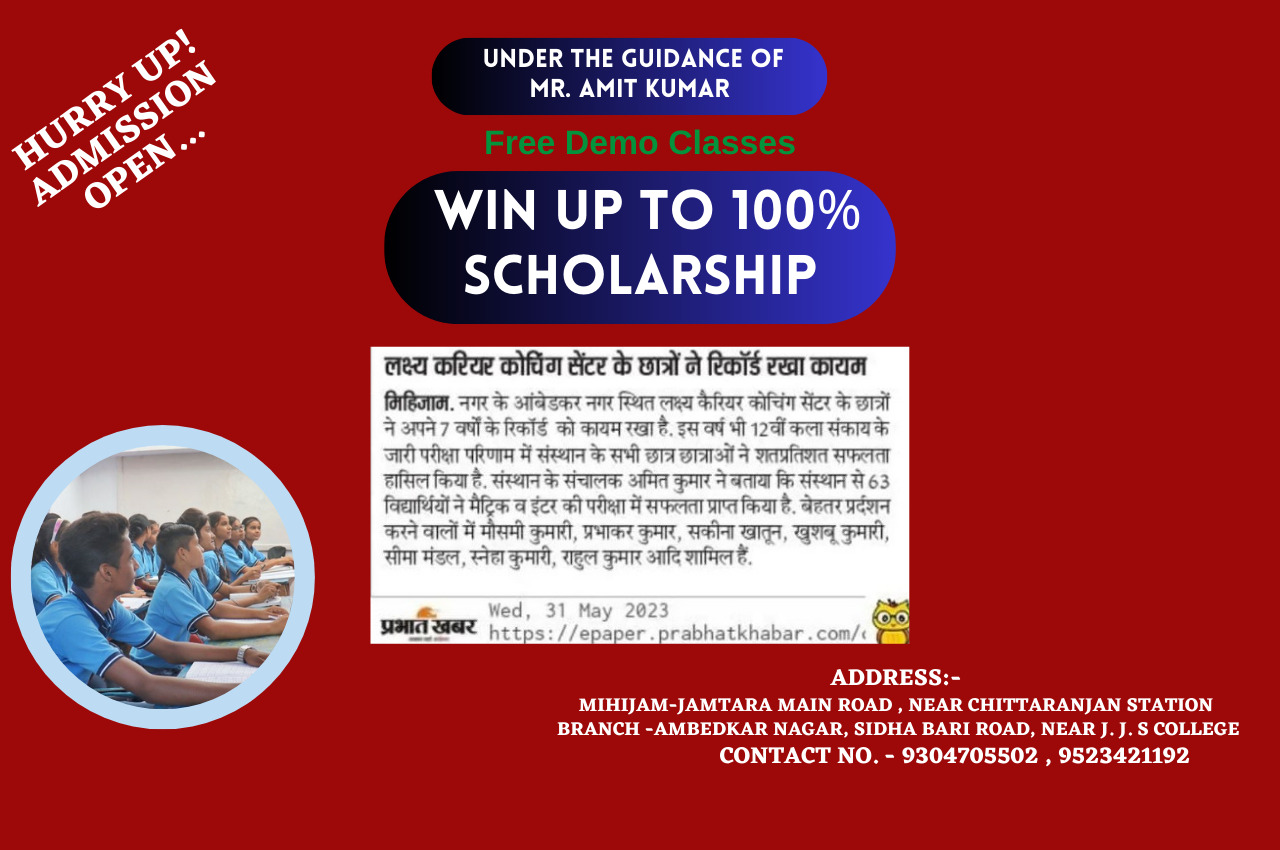 HURRY UP!
ADMISSION
OPEN...
UNDER THE GUIDANCE OF
MR. AMIT KUMAR
Free Demo Classes
WIN UP TO 100%
SCHOLARSHIP
लक्ष्य करियर कोचिंग सेंटर के छात्रों ने रिकॉर्ड रखा कायम
मिहिजाम. नगर के आंबेडकर नगर स्थित लक्ष्य कैरियर कोचिंग सेंटर के छात्रों
ने अपने 7 वर्षों के रिकॉर्ड को कायम रखा है. इस वर्ष भी 12वीं कला संकाय के
जारी परीक्षा परिणाम में संस्थान के सभी छात्र छात्राओं ने शतप्रतिशत सफलता
हासिल किया है. संस्थान के संचालक अमित कुमार ने बताया कि संस्थान से 63
विद्यार्थियों ने मैट्रिक व इंटर की परीक्षा में सफलता प्राप्त किया है. बेहतर प्रर्दशन
करने वालों में मौसमी कुमारी, प्रभाकर कुमार, सकीना खातून, खुशबू कुमारी,
सीमा मंडल, स्नेहा कुमारी, राहुल कुमार आदि शामिल हैं.
प्रभात खबर
Wed, 31 May 2023
https://epaper.prabhatkhabar.com/
ADDRESS:-
MIHIJAM-JAMTARA MAIN ROAD , NEAR CHITTARANJAN STATION
BRANCH -AMBEDKAR NAGAR, SIDHA BARI ROAD, NEAR J. J. S COLLEGE
CONTACT NO. - 9304705502 , 9523421192